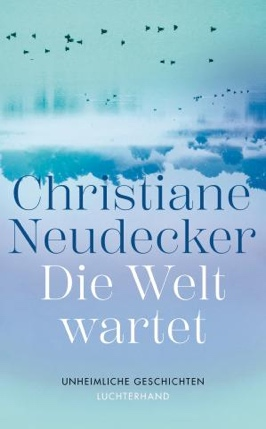 Christiane
Neudecker
Die Welt
wartet
UNHEIMLICHE GESCHICHTEN
LUCHTERHAND